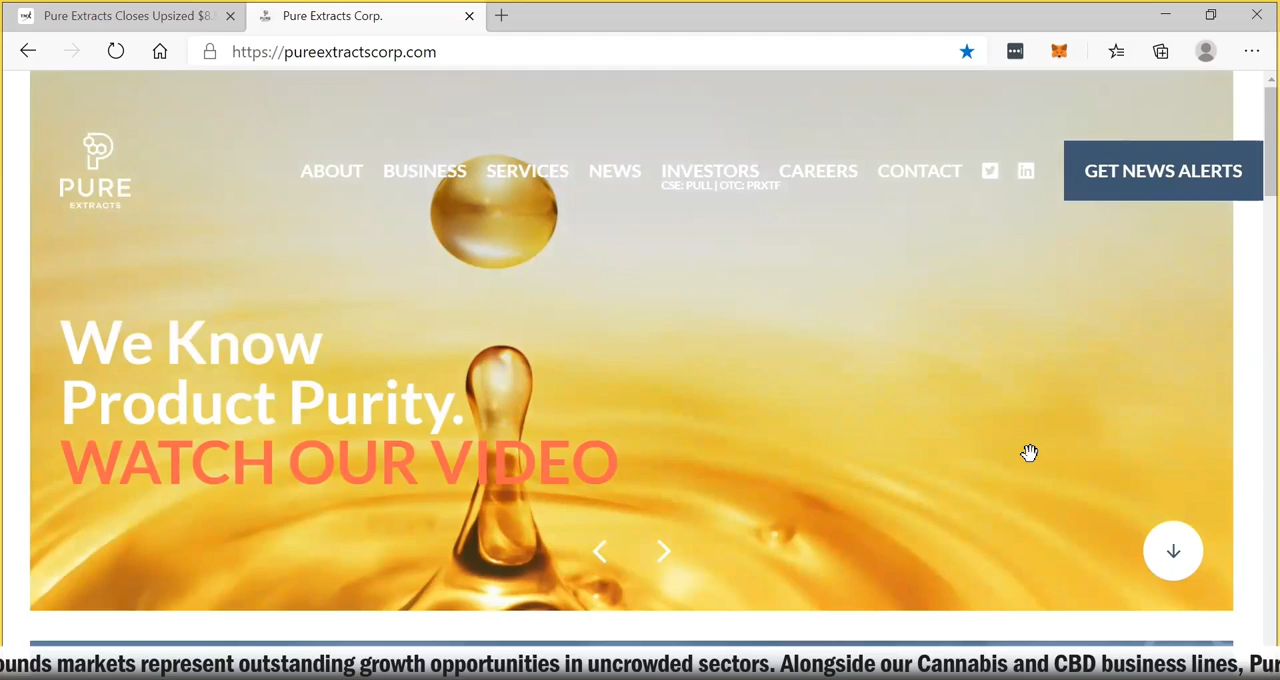 Pure Extracts Closes Upsized $8.
Pure Extracts Corp.
https://pureextractscorp.com
PURE
EXTRACTS
ABOUT BUSINESS SERVICES NEWS INVESTORS CAREERS CONTACT GET NEWS ALERTS
CSE: PULL | OTC: PRXTF
We Know
Product Purity.
WATCH OUR VIDEO
ounds markets represent outstanding growth opportunities in uncrowded sectors. Alongside our Cannabis and CBD business lines, Pur